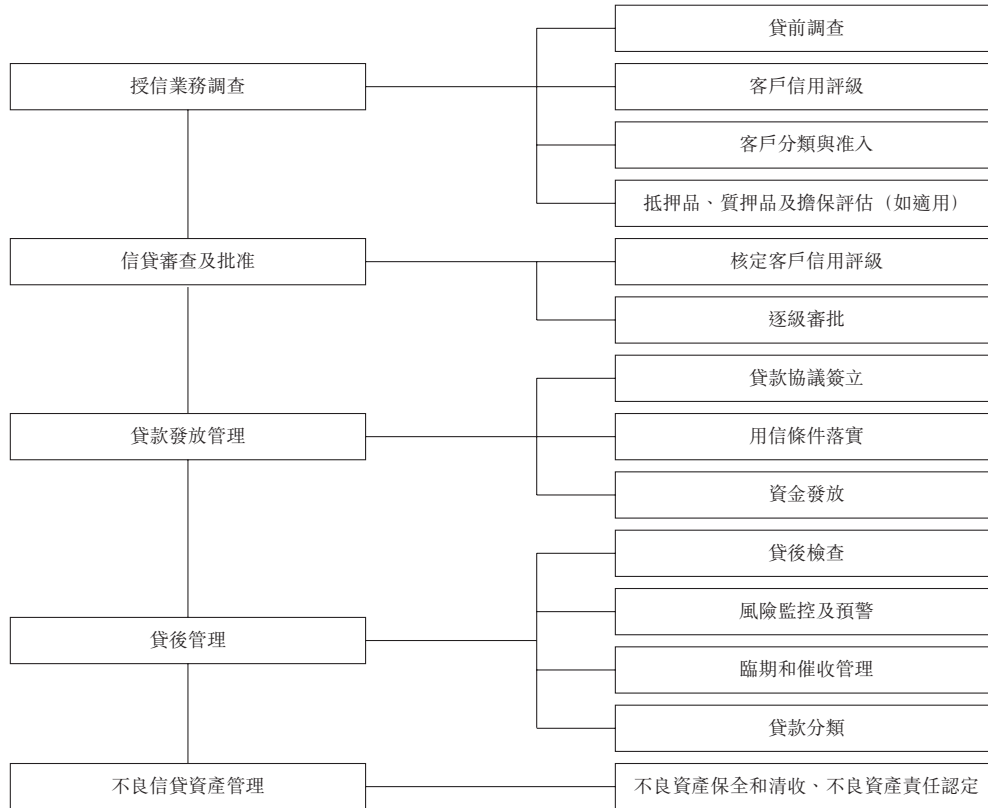 授信業務調查
貸前調查
客戶信用評級
客戶分類與准入
抵押品、質押品及擔保評估（如適用）
信貸審查及批准
核定客戶信用評級
逐級審批
貸款發放管理
貸款協議簽立
用信條件落實
資金發放
貸後管理
貸後檢查
風險監控及預警
臨期和催收管理
貸款分類
不良信貸資產管理
不良資產保全和清收、不良資產責任認定